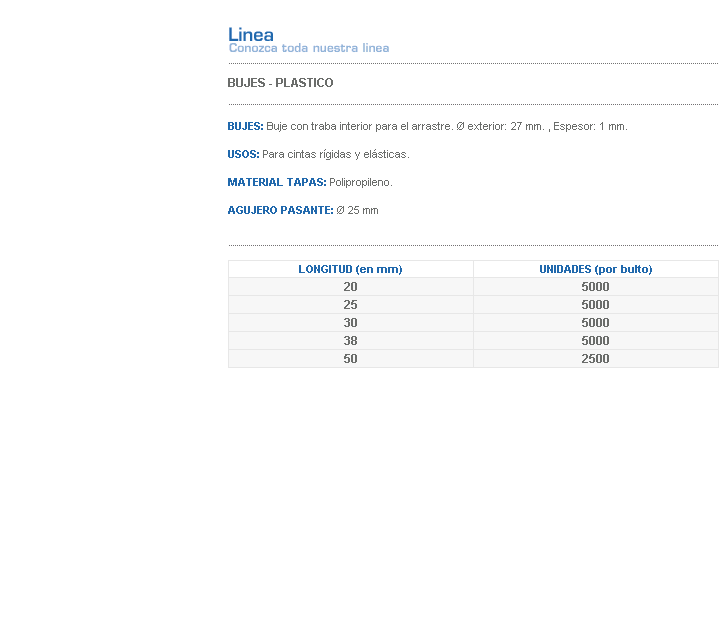 Linea
Conozca toda nuestra linea
BUJES - PLASTICO
BUJES: Buje con traba interior para el arrastre. Ø exterior: 27 mm. , Espesor: 1 mm.
USOS: Para cintas rígidas y elásticas.
MATERIAL TAPAS: Polipropileno.
AGUJERO PASANTE: Ø 25 mm
LONGITUD (en mm) UNIDADES (por bulto)
20 5000
25 5000
30 5000
38 5000
50 2500